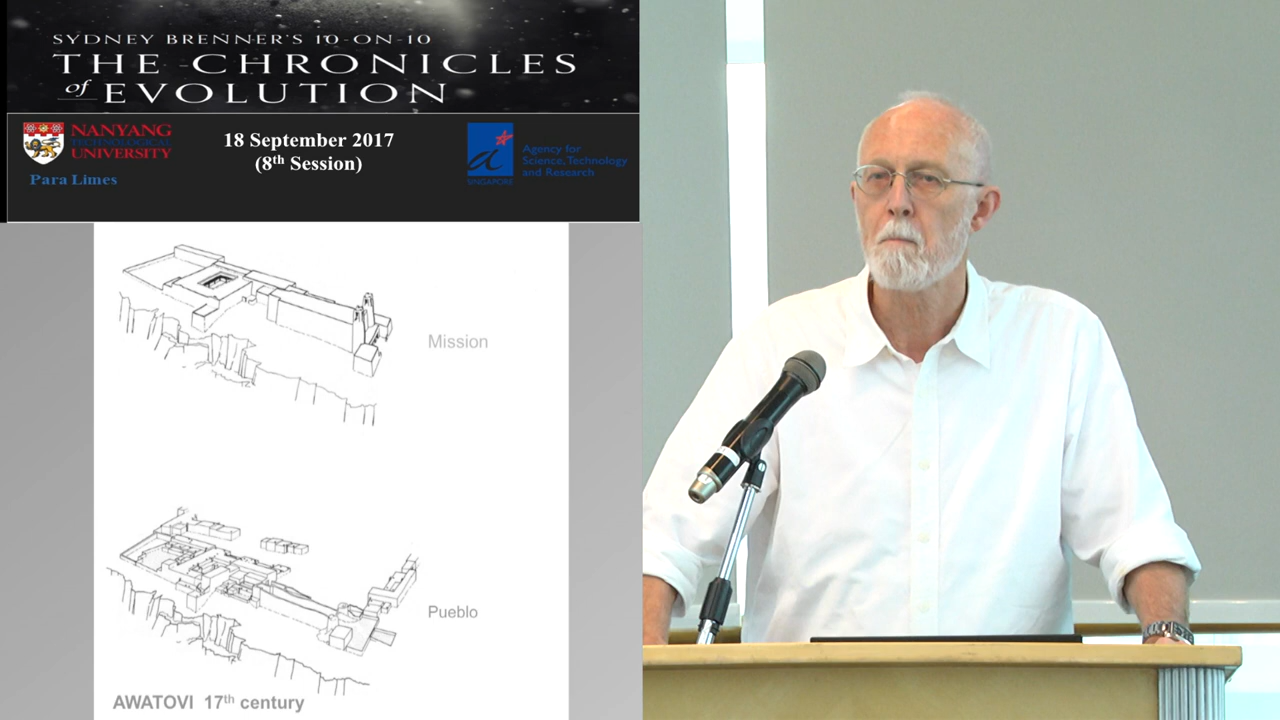 SYDNEY BRENNER'S 10-ON-10
THE CHRONICLES
of EVOLUTION
NANYANG
TECHNOLOGICAL
UNIVERSITY
Para Limes
18 September 2017
(8th Session)
SINGAPORE
Agency for
Science, Technology
and Research
Mission
Pueblo
AWATOVI 17th century